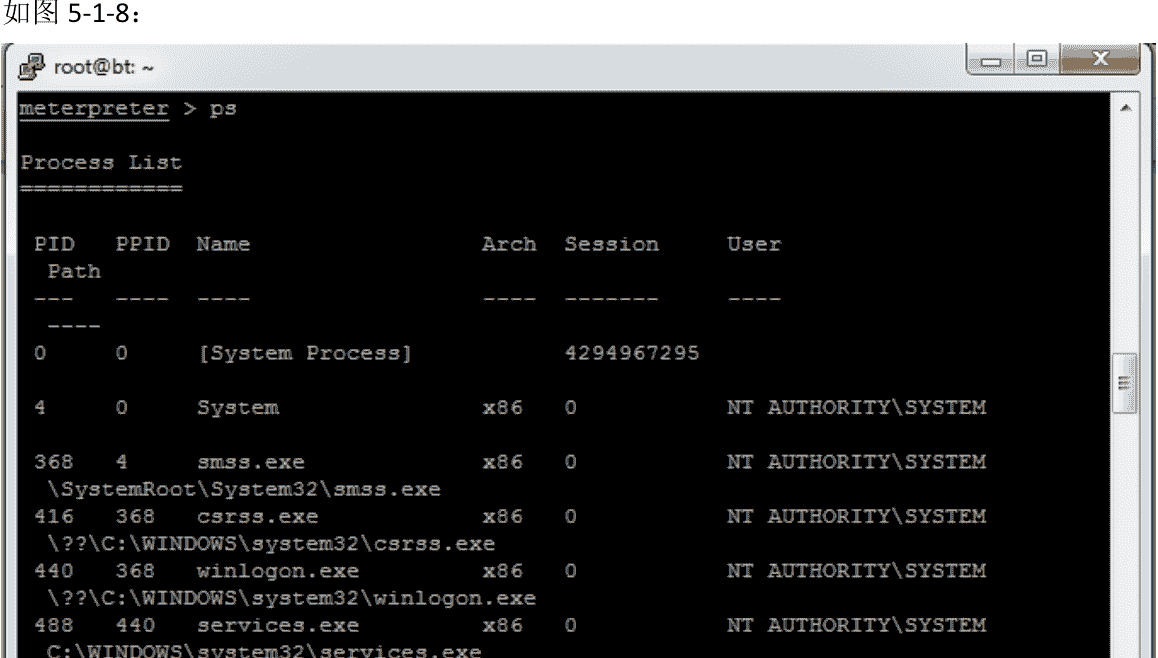 如图 5-1-8：
root@bt: ~
meterpreter > ps
Process List
============
PID PPID Name Arch Session User
Path
--- ---- ---- ---- ------- ----
----
0 0 [System Process] 4294967295
4 0 System x86 0 NT AUTHORITY\SYSTEM
368 4 smss.exe x86 0 NT AUTHORITY\SYSTEM
\SystemRoot\System32\smss.exe
416 368 csrss.exe x86 0 NT AUTHORITY\SYSTEM
\??\C:\WINDOWS\system32\csrss.exe
440 368 winlogon.exe x86 0 NT AUTHORITY\SYSTEM
\??\C:\WINDOWS\system32\winlogon.exe
488 440 services.exe x86 0 NT AUTHORITY\SYSTEM
C:\WINDOWS\system32\services.exe